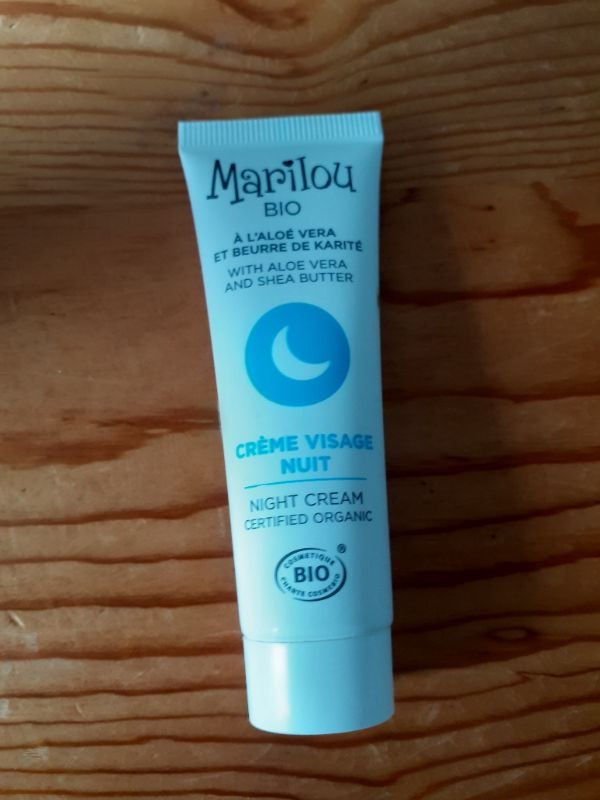 Marilou
BIO
À L'ALOÉ VERA
ET BEURRE DE KARITÉ
WITH ALOE VERA
AND SHEA BUTTER
CRÈME VISAGE
NUIT
NIGHT CREAM
CERTIFIED ORGANIC
COSMETIQUE
BIO
®
CHARTE COSMEBIO